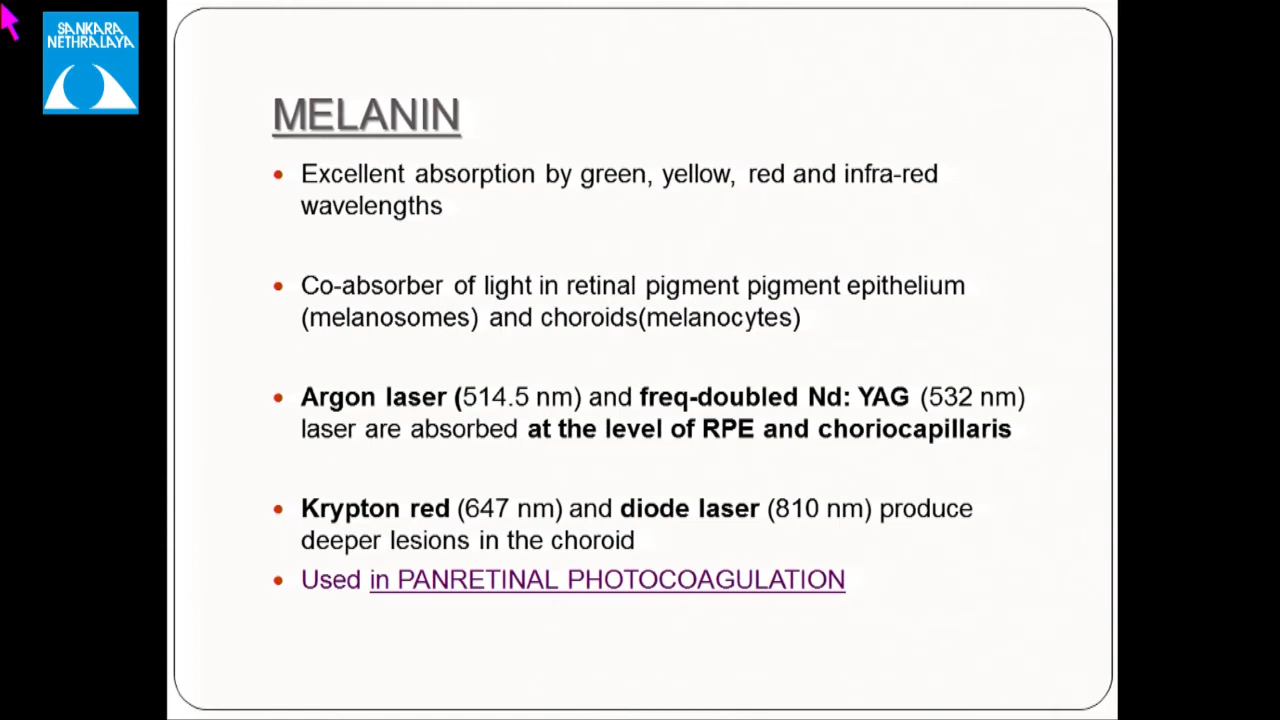 SANKARA
NETHRALAYA
MELANIN
• Excellent absorption by green, yellow, red and infra-red
wavelengths
• Co-absorber of light in retinal pigment pigment epithelium
(melanosomes) and choroids(melanocytes)
• Argon laser (514.5 nm) and freq-doubled Nd: YAG (532 nm)
laser are absorbed at the level of RPE and choriocapillaris
• Krypton red (647 nm) and diode laser (810 nm) produce
deeper lesions in the choroid
• Used in PANRETINAL PHOTOCOAGULATION